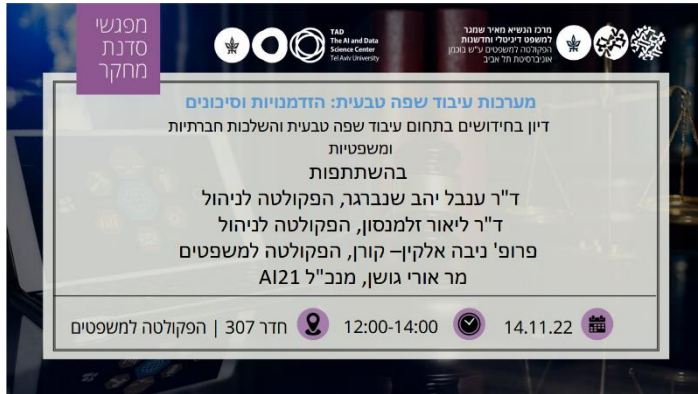 מפגשי
סדנת
מחקר
TAD
The AI and Data
Science Center
Tel Aviv University
מרכז הנשיא מאיר שמגר
למשפט דיגיטלי וחדשנות
הפקולטה למשפטים ע"ש בוכמן
אוניברסיטת תל אביב
מערכות עיבוד שפה טבעית: הזדמנויות וסיכונים
דיון בחידושים בתחום עיבוד שפה טבעית והשלכות חברתיות
ומשפטיות
בהשתתפות
ד"ר ענבל יהב שנברגר, הפקולטה לניהול
ד"ר ליאור זלמנסון, הפקולטה לניהול
פרופ' ניבה אלקין– קורן, הפקולטה למשפטים
מר אורי גושן, מנכ"ל AI21
14.11.22 12:00-14:00 חדר 307 | הפקולטה למשפטים